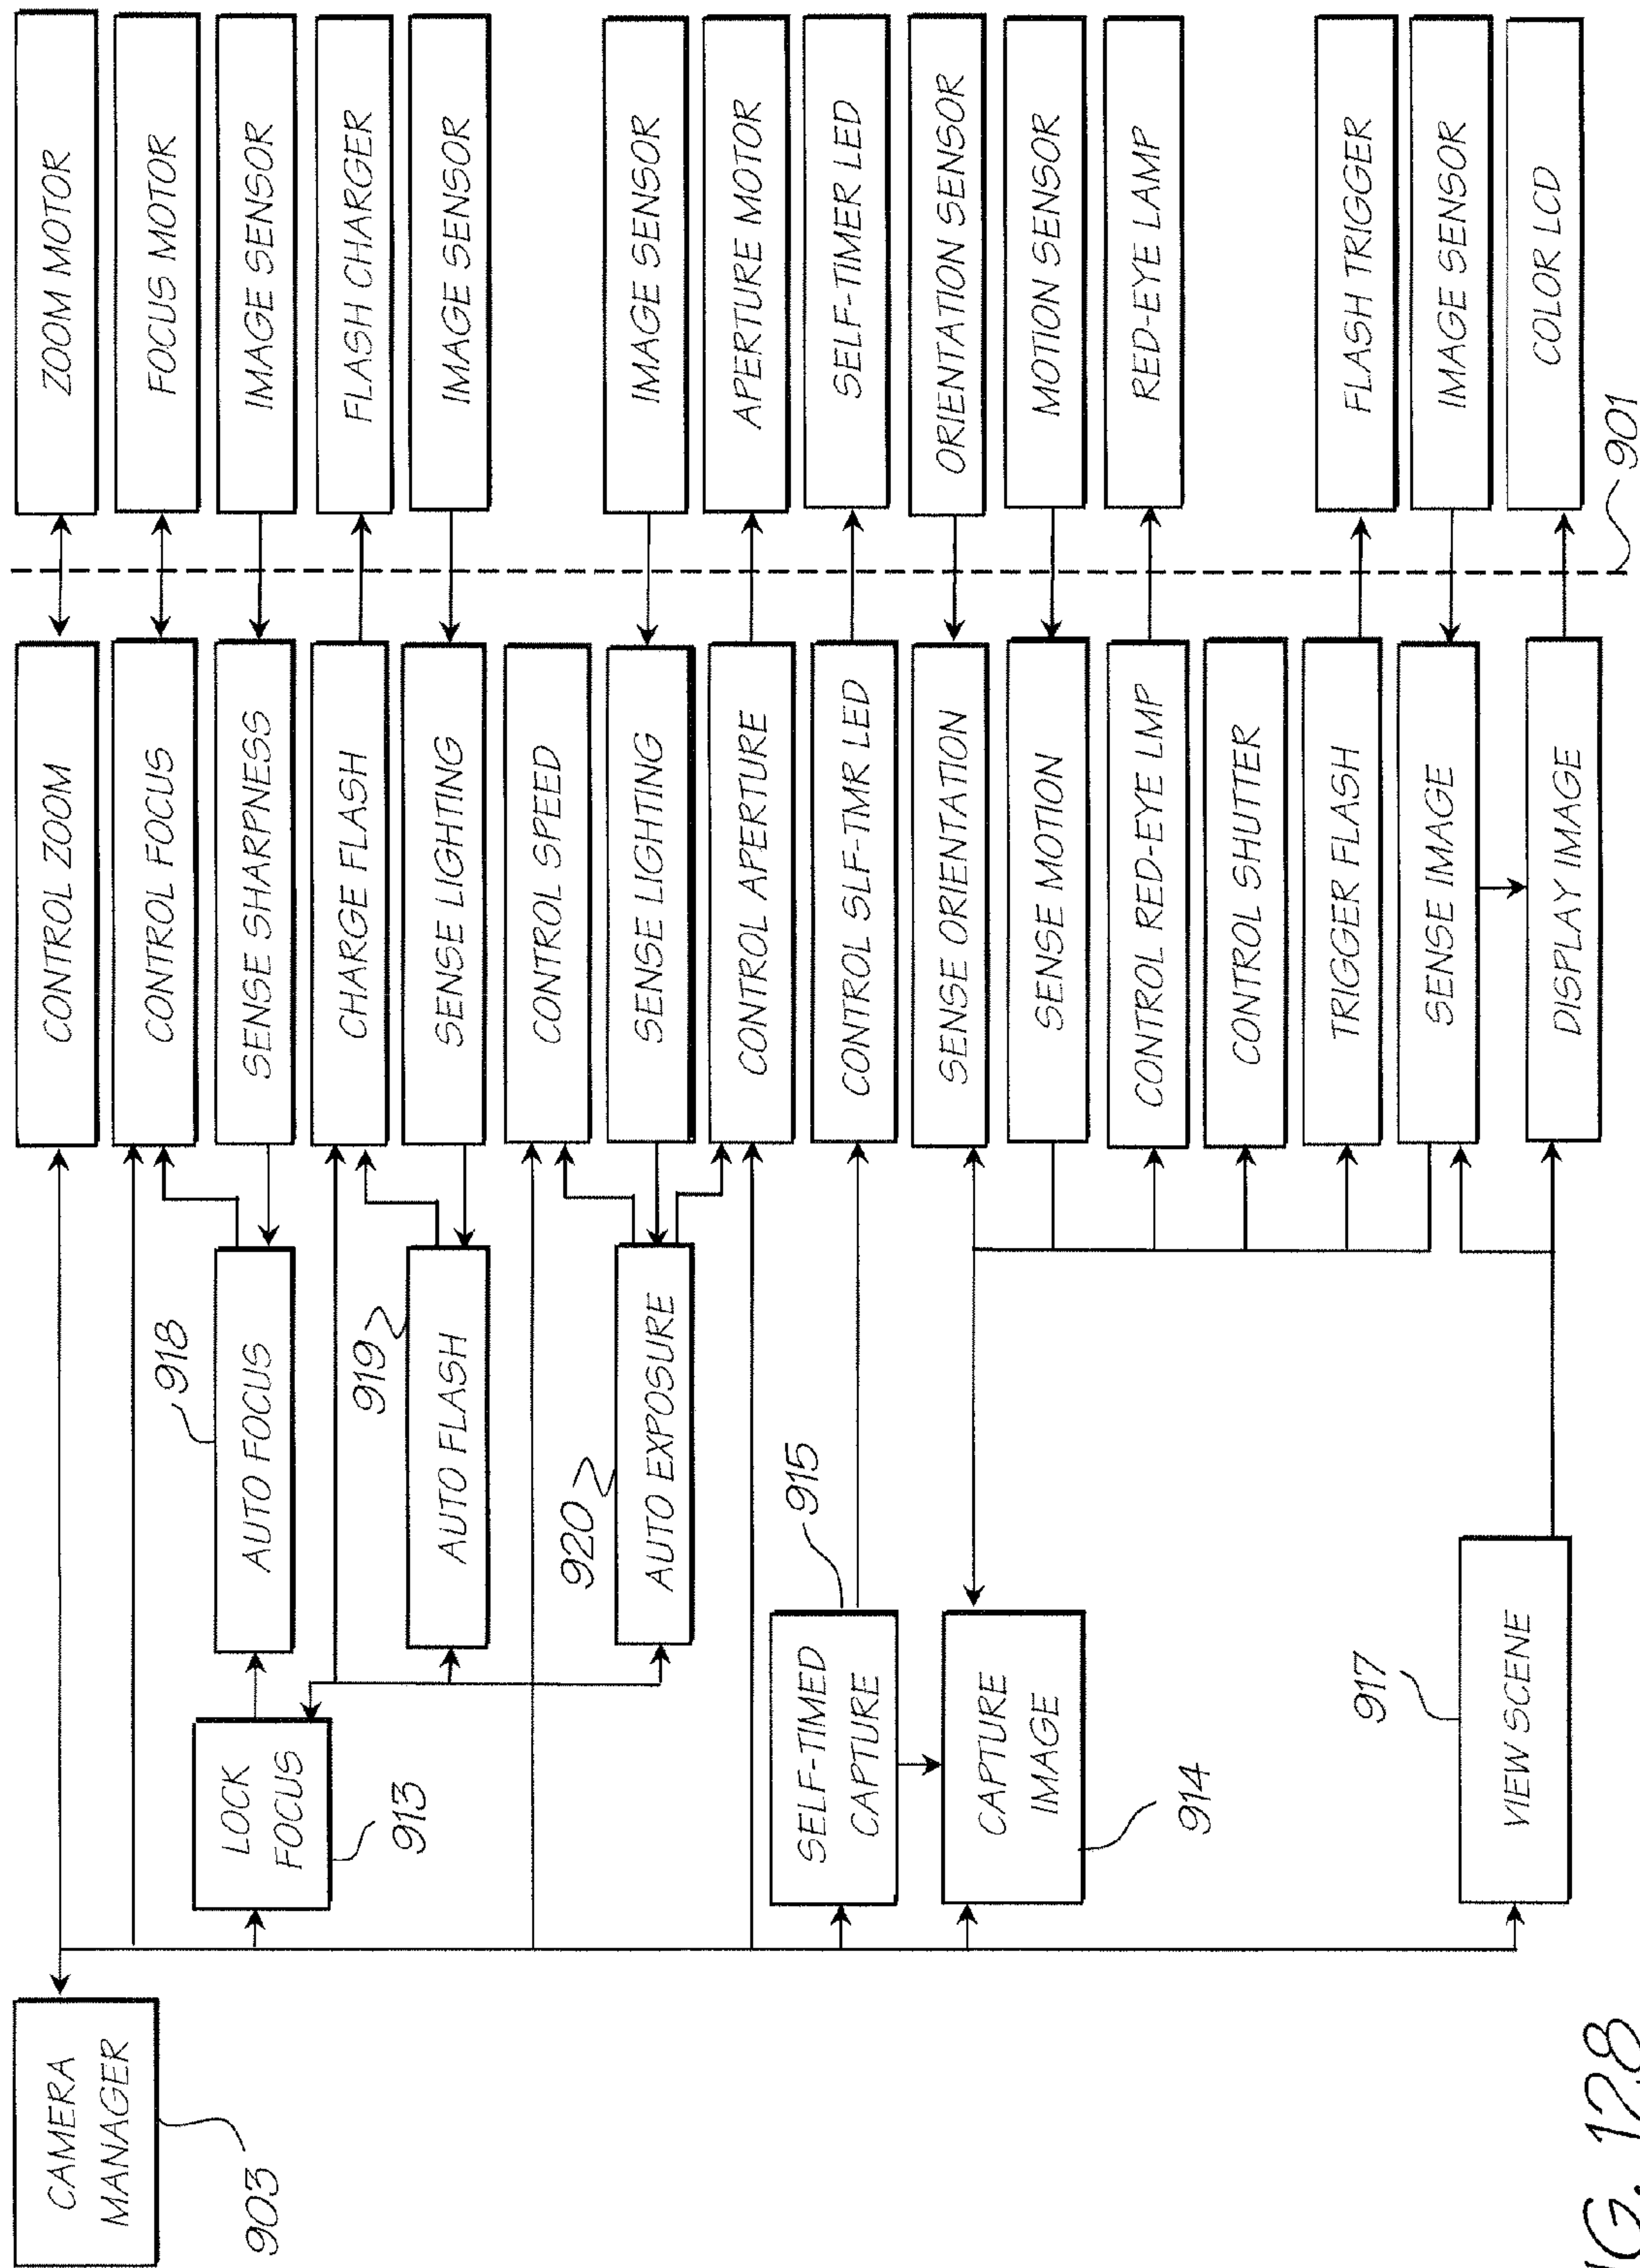 CAMERA
MANAGER
903
LOCK
FOCUS
913
AUTO FOCUS
918
AUTO FLASH
919
AUTO EXPOSURE
920
SELF-TIMED
CAPTURE
915
CAPTURE
IMAGE
914
VIEW SCENE
917
CONTROL ZOOM
CONTROL FOCUS
SENSE SHARPNESS
CHARGE FLASH
SENSE LIGHTING
CONTROL SPEED
SENSE LIGHTING
CONTROL APERTURE
CONTROL SLF-TMR LED
SENSE ORIENTATION
SENSE MOTION
CONTROL RED-EYE LMP
CONTROL SHUTTER
TRIGGER FLASH
SENSE IMAGE
DISPLAY IMAGE
ZOOM MOTOR
FOCUS MOTOR
IMAGE SENSOR
FLASH CHARGER
IMAGE SENSOR
IMAGE SENSOR
APERTURE MOTOR
SELF-TIMER LED
ORIENTATION SENSOR
MOTION SENSOR
RED-EYE LAMP
FLASH TRIGGER
IMAGE SENSOR
COLOR LCD
901
IG. 128